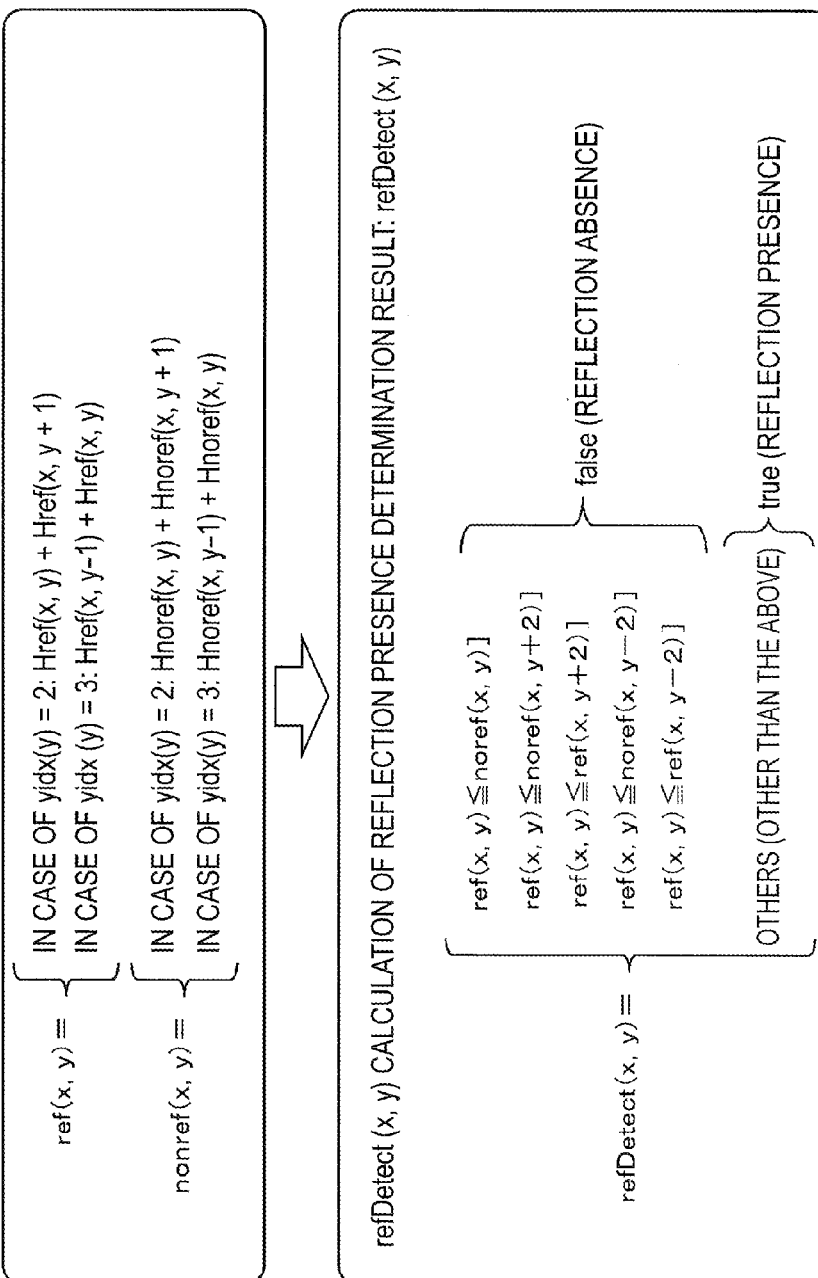 ref(x, y) =
IN CASE OF yidx(y) = 2: Href(x, y) + Href(x, y + 1)
IN CASE OF yidx (y) = 3: Href(x, y-1) + Href(x, y)
nonref(x, y) =
IN CASE OF yidx(y) = 2: Hnoref(x, y) + Hnoref(x, y + 1)
IN CASE OF yidx(y) = 3: Hnoref(x, y-1) + Hnoref(x, y)
refDetect (x, y) CALCULATION OF REFLECTION PRESENCE DETERMINATION RESULT: refDetect (x, y)
refDetect(x, y) =
ref(x, y) ≦noref(x, y)]
ref(x, y) ≦noref(x, y+2)]
ref(x, y) ≦ref(x, y+2)]
ref(x, y) ≦noref(x, y−2)]
ref(x, y) ≦ref(x, y−2)]
false (REFLECTION ABSENCE)
OTHERS (OTHER THAN THE ABOVE)
true (REFLECTION PRESENCE)